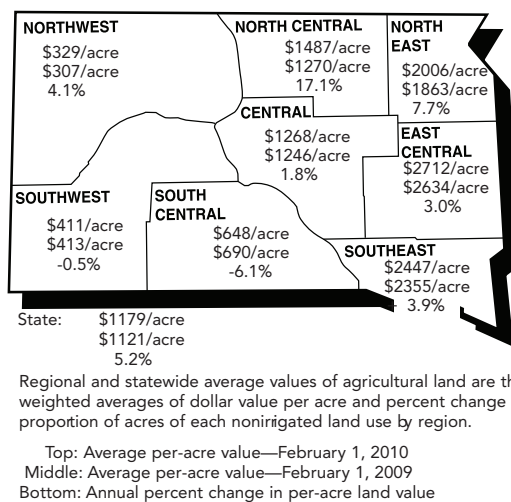 NORTHWEST
$329/acre
$307/acre
4.1%
NORTH CENTRAL
$1487/acre
$1270/acre
17.1%
NORTH
EAST
$2006/acre
$1863/acre
7.7%
CENTRAL
$1268/acre
$1246/acre
1.8%
EAST
CENTRAL
$2712/acre
$2634/acre
3.0%
SOUTHWEST
$411/acre
$413/acre
-0.5%
SOUTH
CENTRAL
$648/acre
$690/acre
-6.1%
SOUTHEAST
$2447/acre
$2355/acre
3.9%
State: $1179/acre
$1121/acre
5.2%
Regional and statewide average values of agricultural land are th
weighted averages of dollar value per acre and percent change
proportion of acres of each nonirrigated land use by region.
Top: Average per-acre value—February 1, 2010
Middle: Average per-acre value—February 1, 2009
Bottom: Annual percent change in per-acre land value